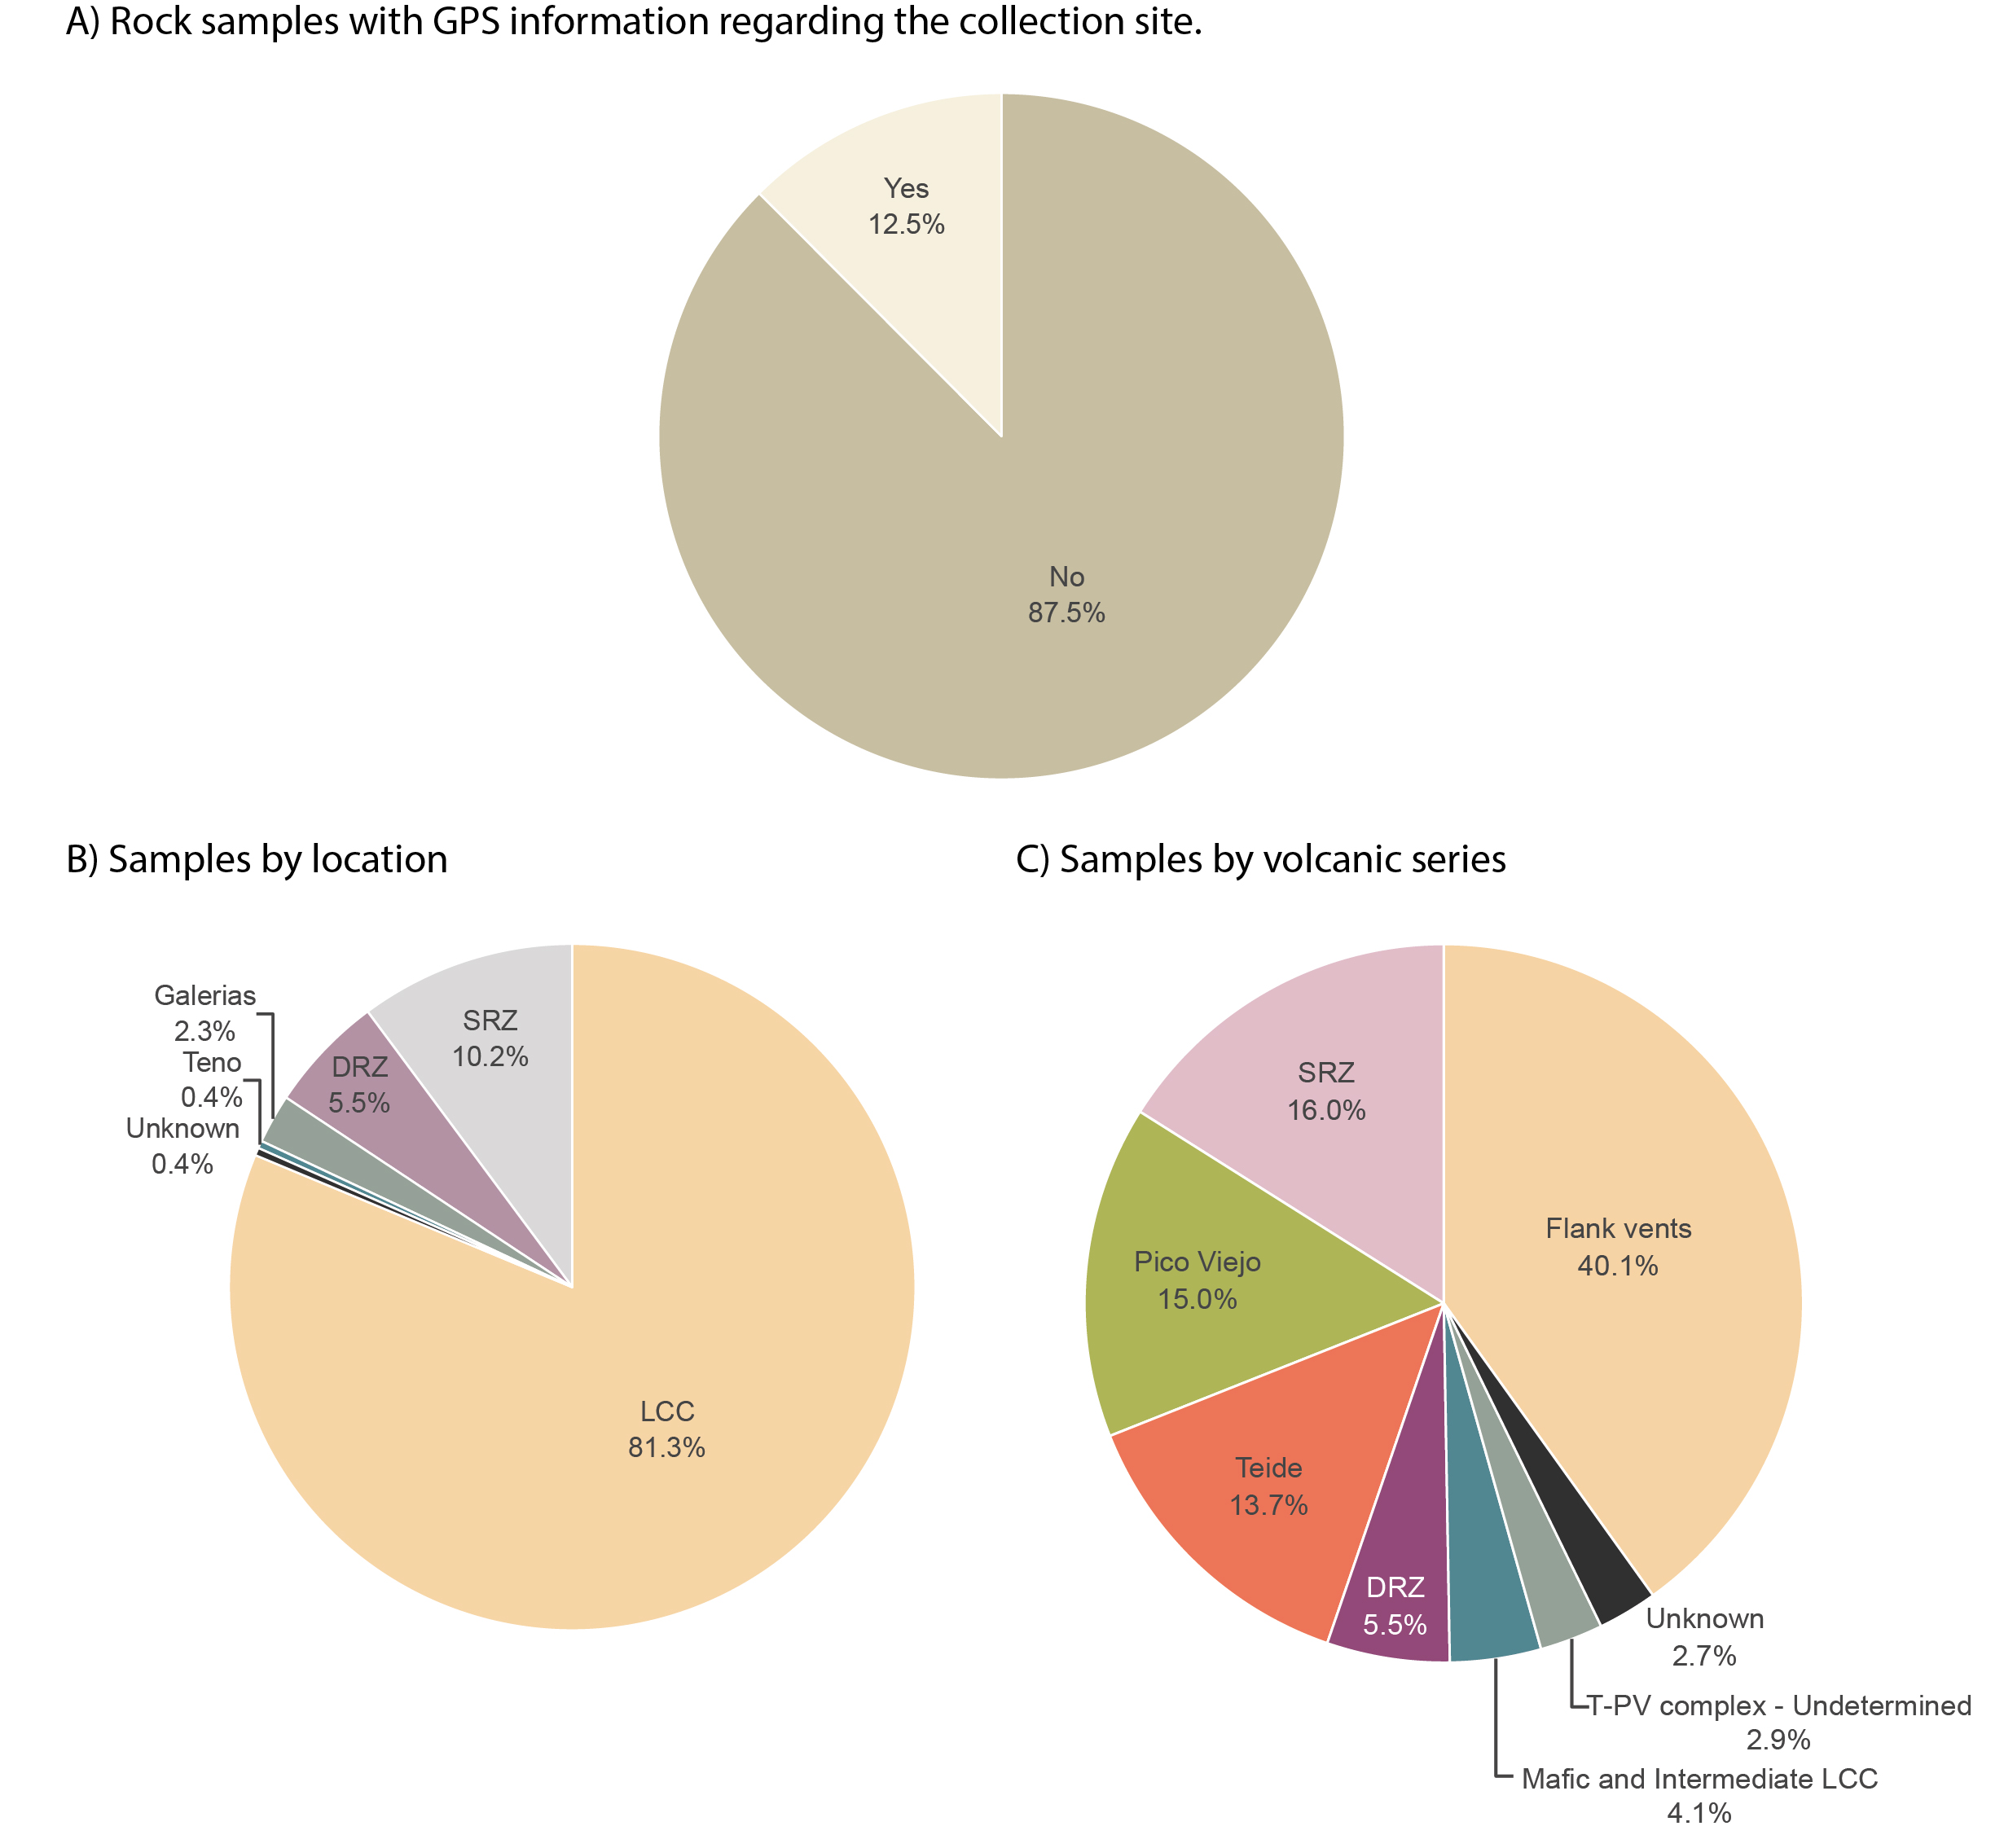 A) Rock samples with GPS information regarding the collection site.
Yes
12.5%
No
87.5%
B) Samples by location
Galerias
2.3%
Teno
0.4%
Unknown
0.4%
DRZ
5.5%
SRZ
10.2%
LCC
81.3%
C) Samples by volcanic series
SRZ
16.0%
Flank vents
40.1%
Pico Viejo
15.0%
Teide
13.7%
DRZ
5.5%
Unknown
2.7%
T-PV complex - Undetermined
2.9%
Mafic and Intermediate LCC
4.1%